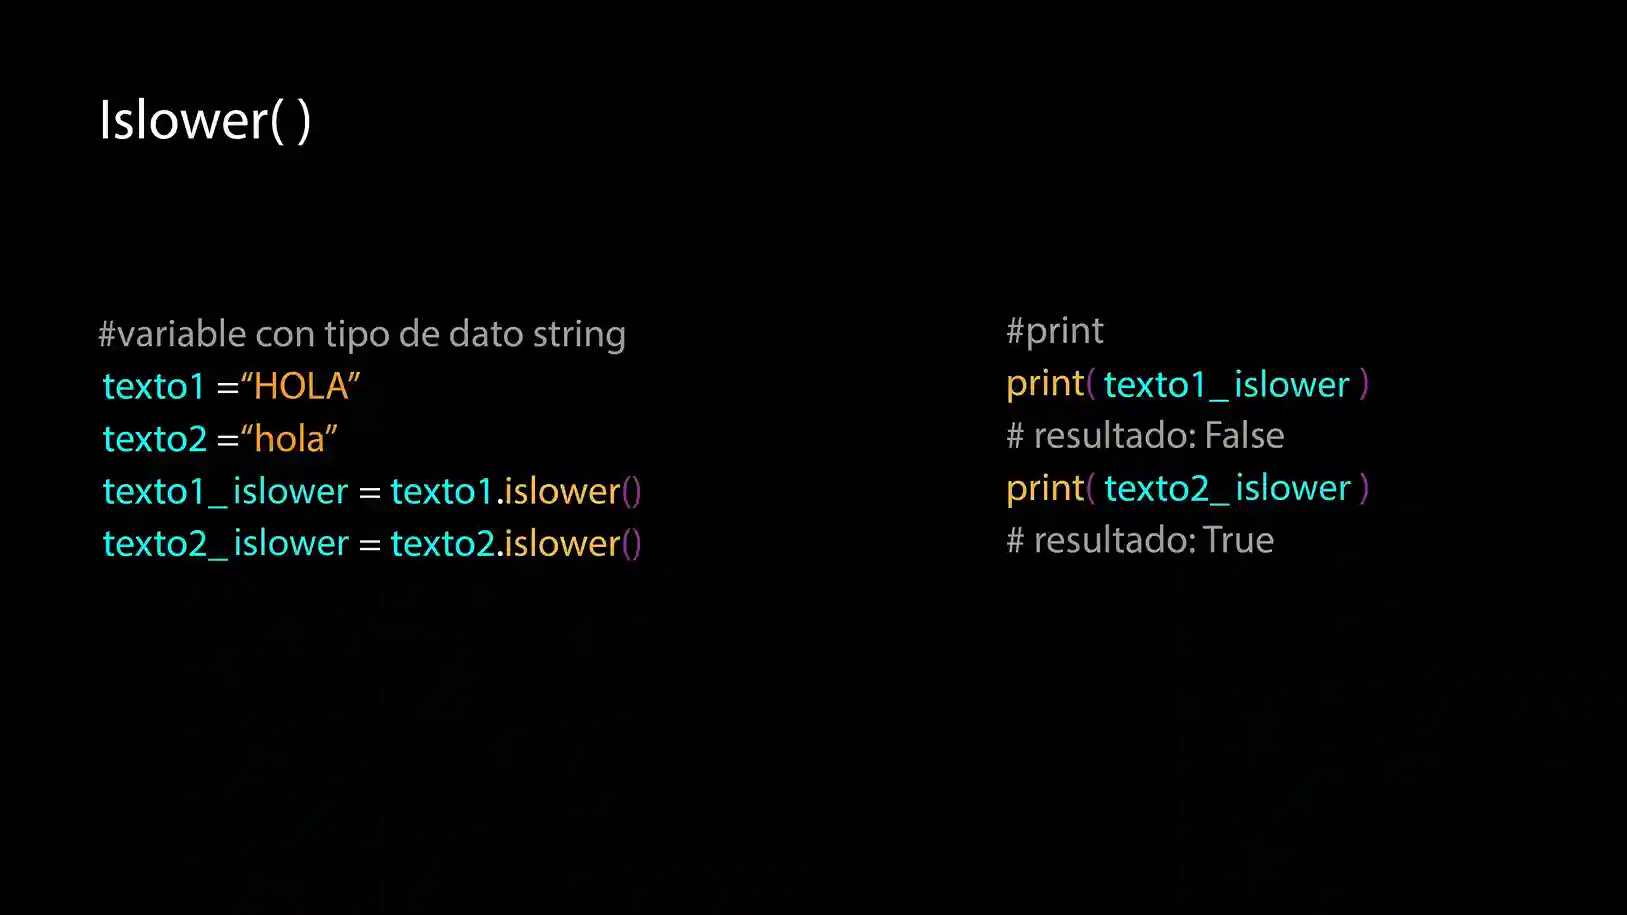 Islower( )
#variable con tipo de dato string
texto1 =“HOLA”
texto2 =“hola”
texto1_islower = texto1.islower()
texto2_islower = texto2.islower()
#print
print( texto1_islower )
# resultado: False
print( texto2_islower )
# resultado: True